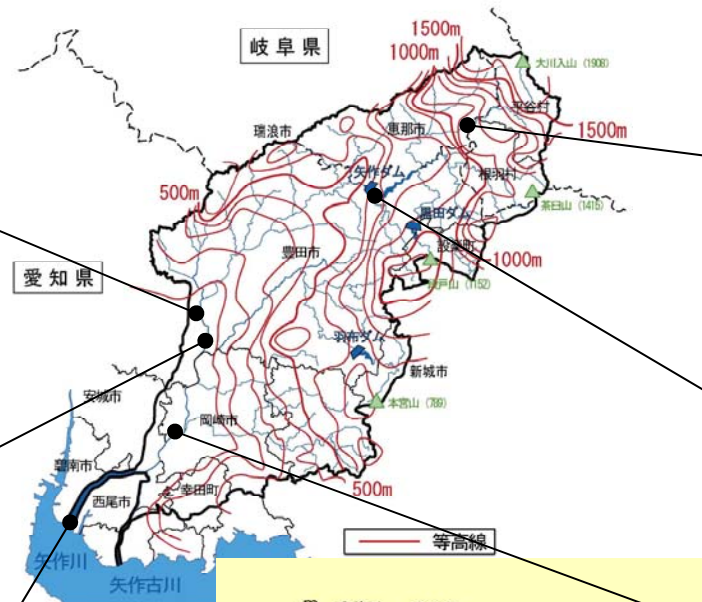 1500m
岐阜県
1000m
大川入山(1908)
平谷村
恵那市
瑞浪市
1500m
矢作ダム
根羽村
500m
茶臼山(1415)
黒田ダム
豊田市
設楽町
1000m
愛知県
(1152)
羽布ダム
新城市
安城市
本宮山(789)
岡崎市
碧南市
幸田町
500m
西尾市
等高線
矢作川
矢作古川